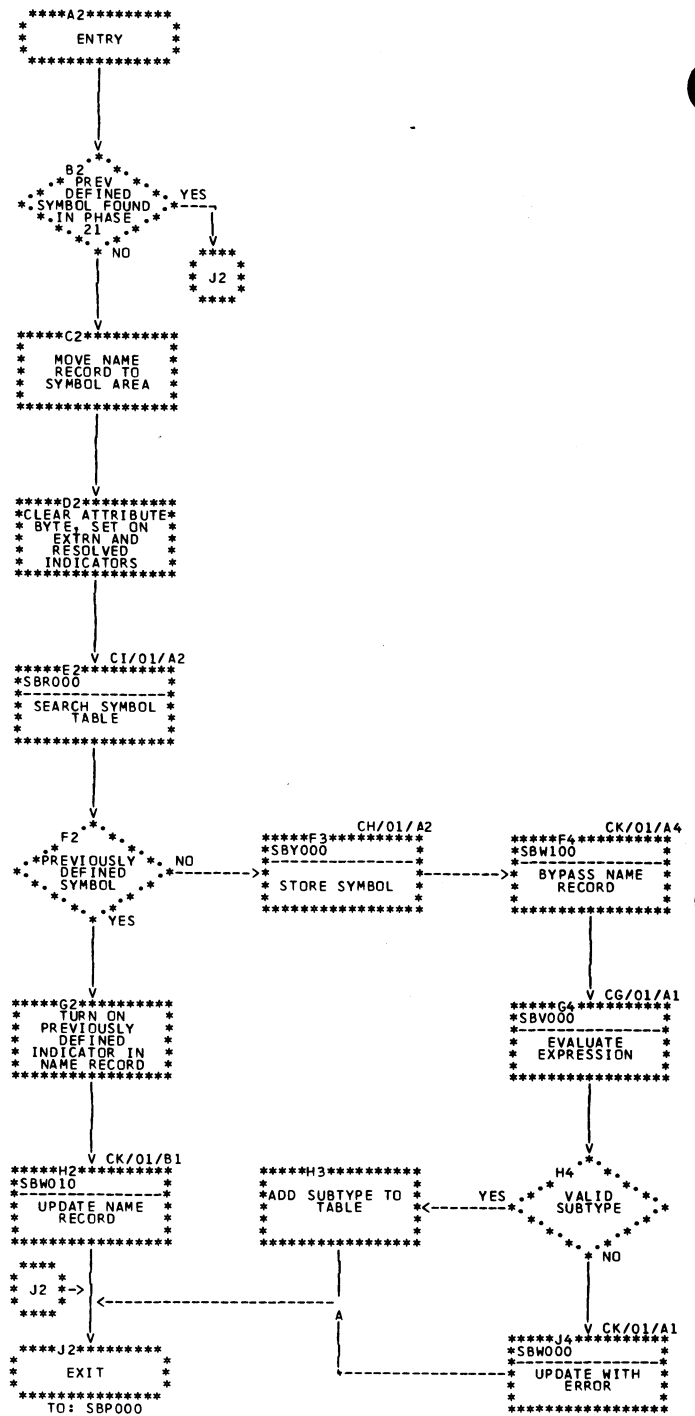 A2
ENTRY
B2
PREV
DEFINED
SYMBOL FOUND
IN PHASE
21
YES
NO
J2
C2
MOVE NAME
RECORD TO
SYMBOL AREA
D2
CLEAR ATTRIBUTE
BYTE, SET ON
EXTRN AND
RESOLVED
INDICATORS
CI/01/A2
E2
SBR000
SEARCH SYMBOL
TABLE
F2
PREVIOUSLY
DEFINED
SYMBOL
NO
YES
CH/01/A2
F3
SBY000
STORE SYMBOL
CK/01/A4
F4
SBW100
BYPASS NAME
RECORD
G2
TURN ON
PREVIOUSLY
DEFINED
INDICATOR IN
NAME RECORD
CG/01/A1
G4
SBV000
EVALUATE
EXPRESSION
CK/01/B1
H2
SBW010
UPDATE NAME
RECORD
H3
ADD SUBTYPE TO
TABLE
YES
H4
VALID
SUBTYPE
NO
J2
A
CK/01/A1
J4
SBW000
UPDATE WITH
ERROR
J2
EXIT
TO: SBP000